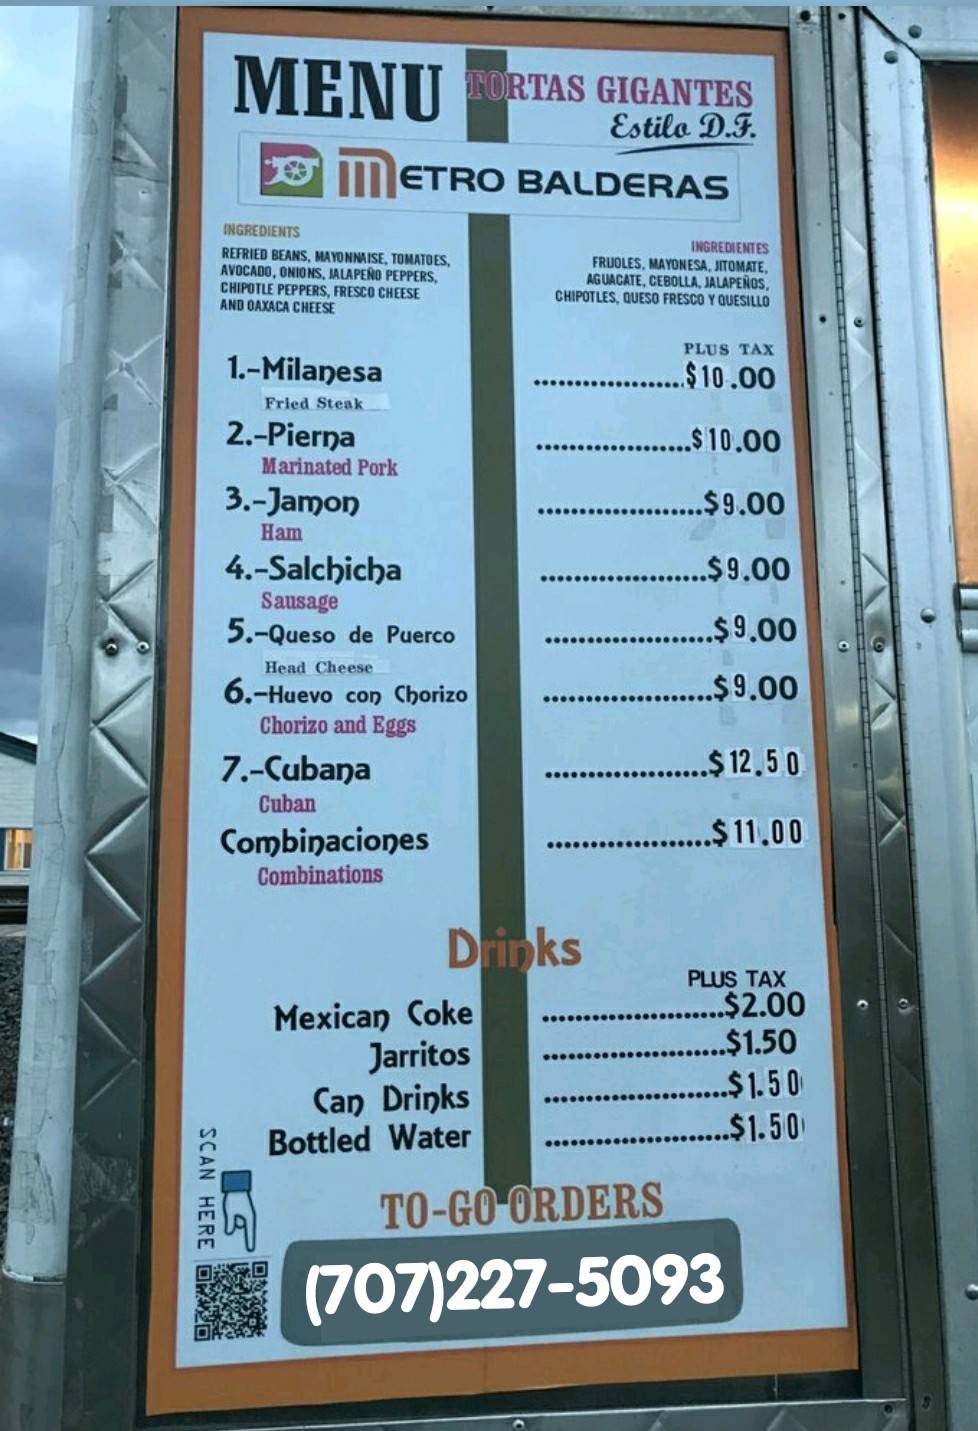 MENU
TORTAS GIGANTES
Estilo D.F.
METRO BALDERAS
INGREDIENTS
REFRIED BEANS, MAYONNAISE, TOMATOES,
AVOCADO, ONIONS, JALAPEÑO PEPPERS,
CHIPOTLE PEPPERS, FRESCO CHEESE
AND OAXACA CHEESE
INGREDIENTES
FRIJOLES, MAYONESA, JITOMATE,
AGUACATE, CEBOLLA, JALAPEÑOS,
CHIPOTLES, QUESO FRESCO Y QUESILLO
PLUS TAX
1.-Milanesa ..................$10.00
Fried Steak
2.-Pierna ..................$10.00
Marinated Pork
3.-Jamon ..................$9.00
Ham
4.-Salchicha ..................$9.00
Sausage
5.-Queso de Puerco ..................$9.00
Head Cheese
6.-Huevo con Chorizo ..................$9.00
Chorizo and Eggs
7.-Cubana ..................$12.50
Cuban
Combinaciones ..................$11.00
Combinations
Drinks
PLUS TAX
Mexican Coke ....................$2.00
Jarritos ....................$1.50
Can Drinks ....................$1.50
Bottled Water ....................$1.50
SCAN HERE
TO-GO ORDERS
(707)227-5093